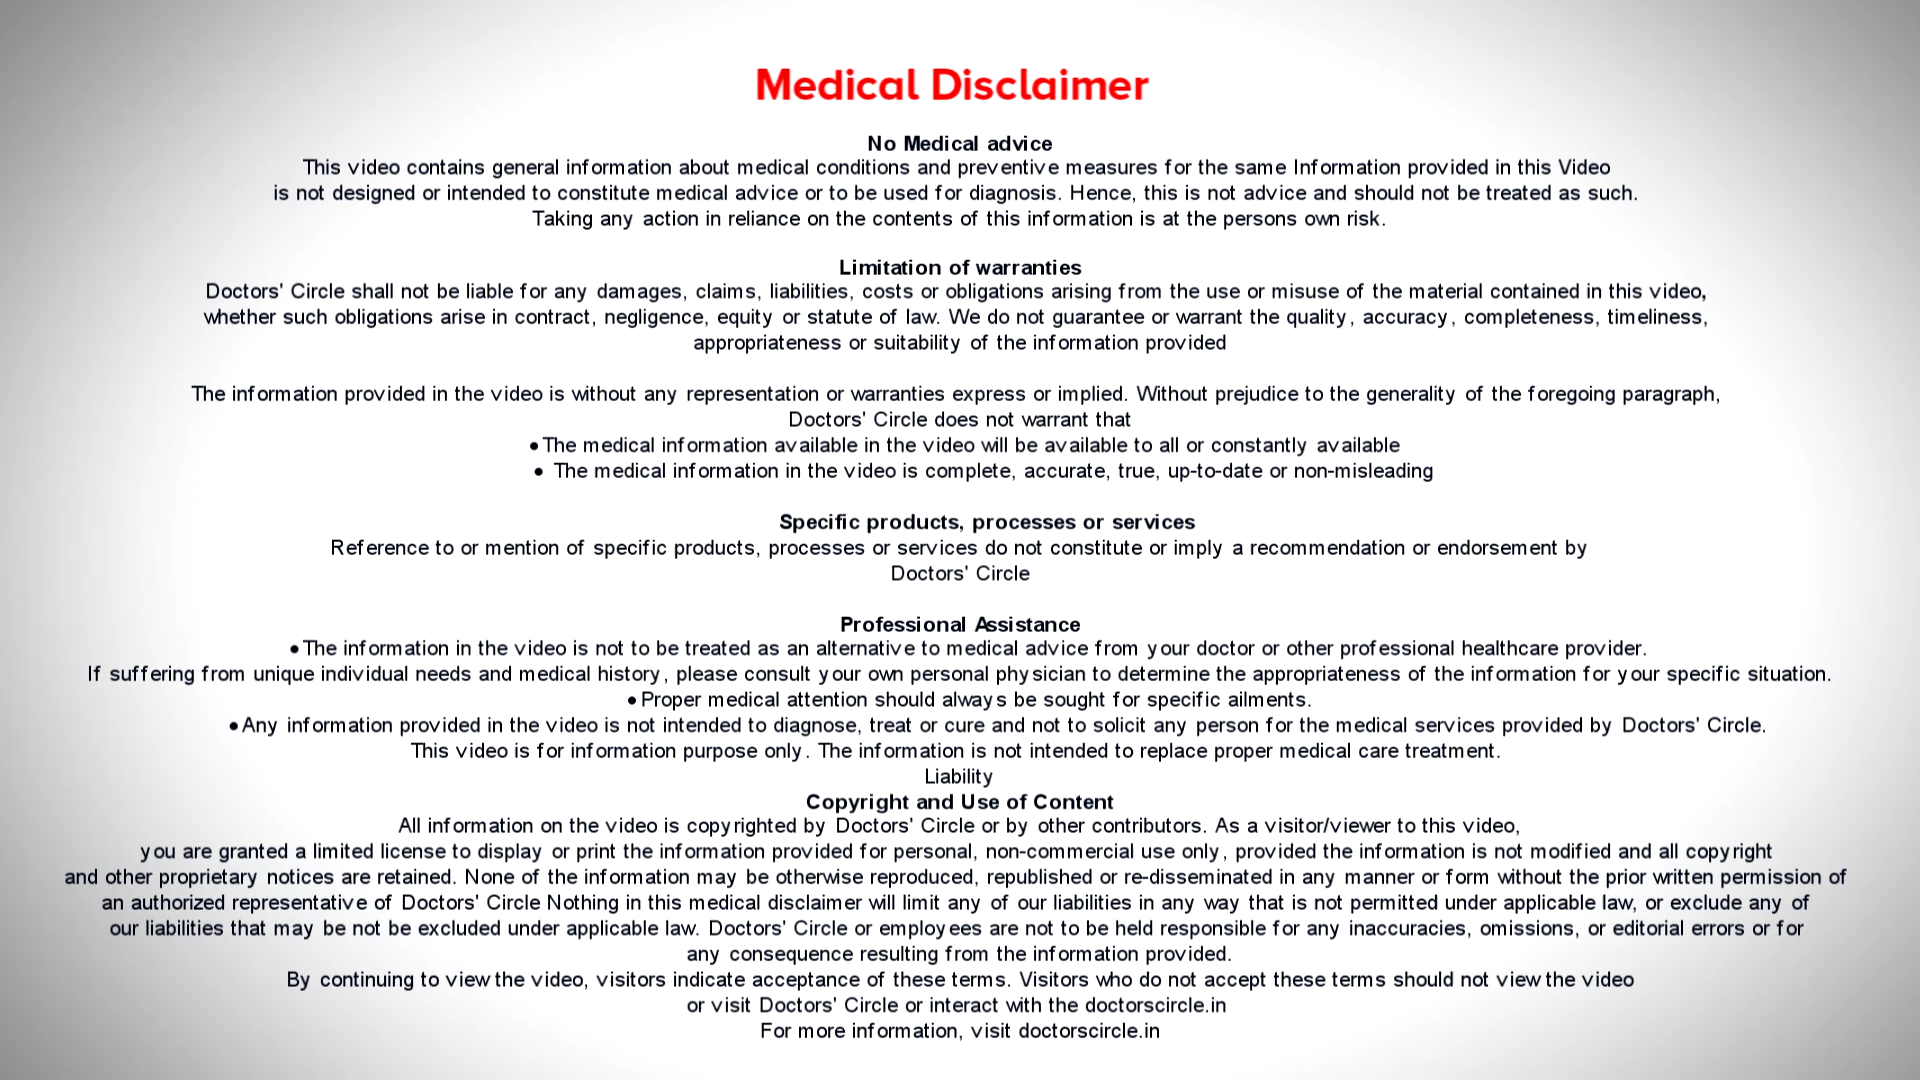 Medical Disclaimer
No Medical advice
This video contains general information about medical conditions and preventive measures for the same Information provided in this Video
is not designed or intended to constitute medical advice or to be used for diagnosis. Hence, this is not advice and should not be treated as such.
Taking any action in reliance on the contents of this information is at the persons own risk.
Limitation of warranties
Doctors' Circle shall not be liable for any damages, claims, liabilities, costs or obligations arising from the use or misuse of the material contained in this video,
whether such obligations arise in contract, negligence, equity or statute of law. We do not guarantee or warrant the quality, accuracy, completeness, timeliness,
appropriateness or suitability of the information provided
The information provided in the video is without any representation or warranties express or implied. Without prejudice to the generality of the foregoing paragraph,
Doctors' Circle does not warrant that
• The medical information available in the video will be available to all or constantly available
• The medical information in the video is complete, accurate, true, up-to-date or non-misleading
Specific products, processes or services
Reference to or mention of specific products, processes or services do not constitute or imply a recommendation or endorsement by
Doctors' Circle
Professional Assistance
• The information in the video is not to be treated as an alternative to medical advice from your doctor or other professional healthcare provider.
If suffering from unique individual needs and medical history, please consult your own personal physician to determine the appropriateness of the information for your specific situation.
• Proper medical attention should always be sought for specific ailments.
• Any information provided in the video is not intended to diagnose, treat or cure and not to solicit any person for the medical services provided by Doctors' Circle.
This video is for information purpose only. The information is not intended to replace proper medical care treatment.
Liability
Copyright and Use of Content
All information on the video is copyrighted by Doctors' Circle or by other contributors. As a visitor/viewer to this video,
you are granted a limited license to display or print the information provided for personal, non-commercial use only, provided the information is not modified and all copyright
and other proprietary notices are retained. None of the information may be otherwise reproduced, republished or re-disseminated in any manner or form without the prior written permission of
an authorized representative of Doctors' Circle Nothing in this medical disclaimer will limit any of our liabilities in any way that is not permitted under applicable law, or exclude any of
our liabilities that may be not be excluded under applicable law. Doctors' Circle or employees are not to be held responsible for any inaccuracies, omissions, or editorial errors or for
any consequence resulting from the information provided.
By continuing to view the video, visitors indicate acceptance of these terms. Visitors who do not accept these terms should not view the video
or visit Doctors' Circle or interact with the doctorscircle.in
For more information, visit doctorscircle.in